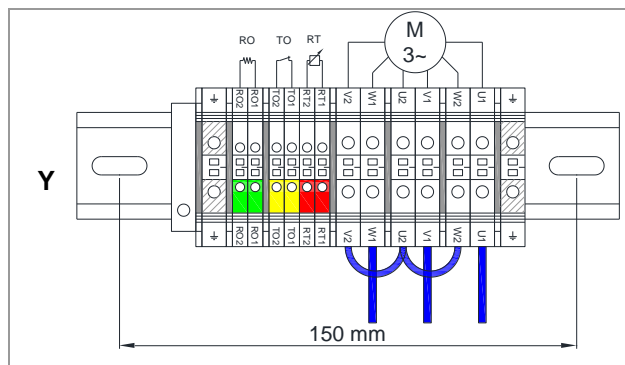 M
3~
RO TO RT
RO2 RO1 TO2 TO1 RT2 RT1 V2 W1 U2 V1 W2 U1
Y
RO2 RO1 TO2 TO1 RT2 RT1 V2 W1 U2 V1 W2 U1
150 mm